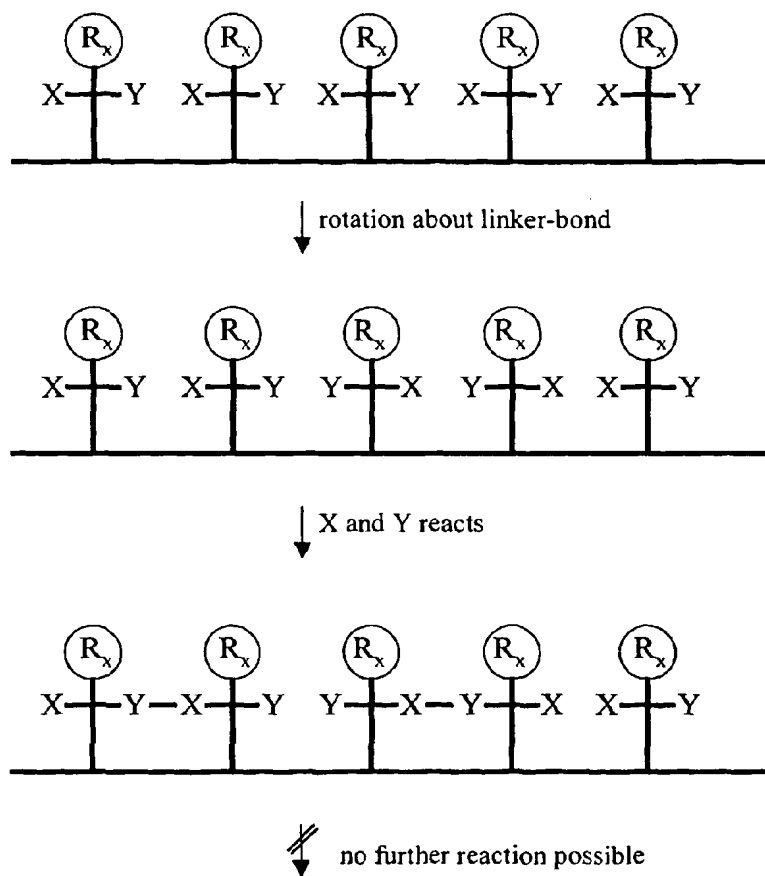 Rx Rx Rx Rx Rx
X Y X Y X Y X Y X Y
rotation about linker-bond
Rx Rx Rx Rx Rx
X Y X Y Y X Y X X Y
X and Y reacts
Rx Rx Rx Rx Rx
X Y X Y Y X Y X X Y
no further reaction possible